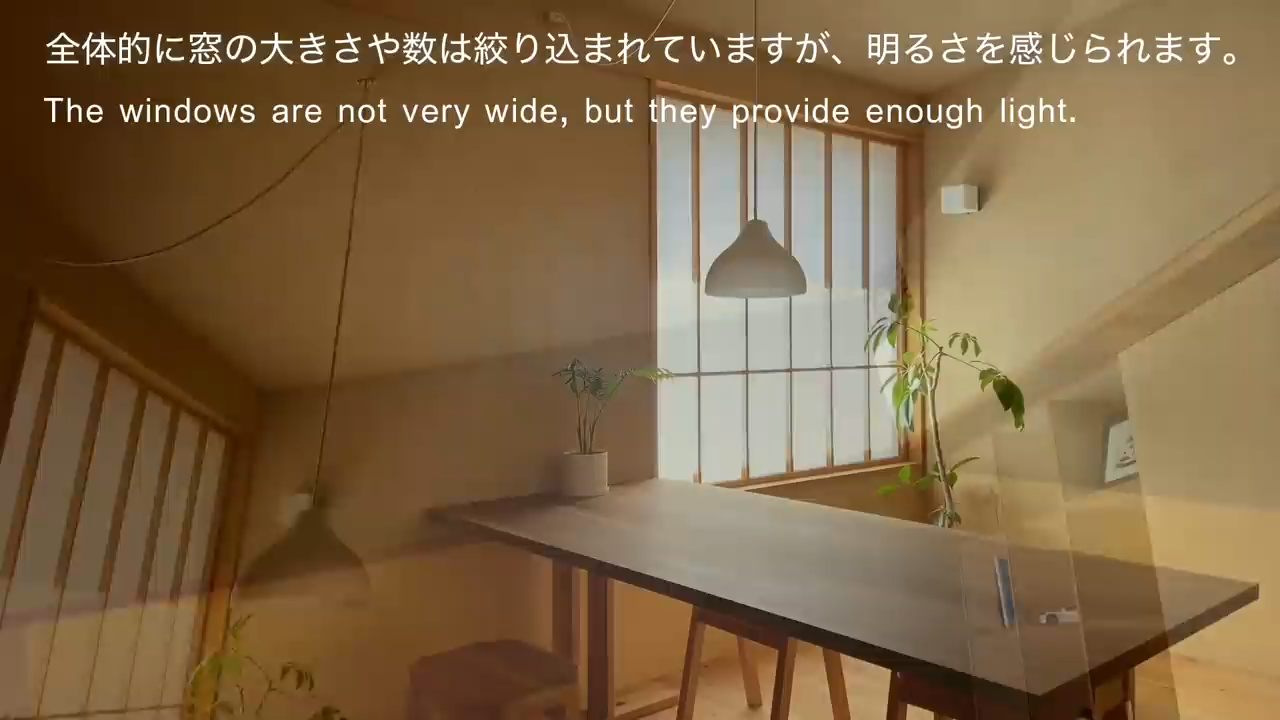 全体的に窓の大きさや数は絞り込まれていますが、明るさを感じられます。
The windows are not very wide, but they provide enough light.